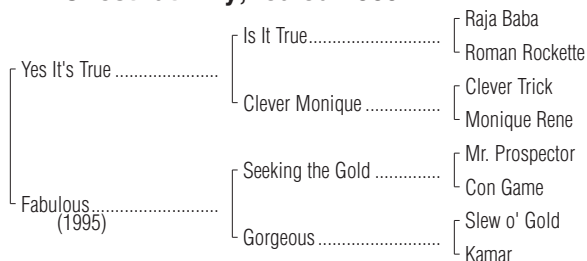 Raja Baba
Is It True
Roman Rockette
Yes It's True
Clever Trick
Clever Monique
Monique Rene
Mr. Prospector
Seeking the Gold
Con Game
Fabulous
(1995)
Slew o' Gold
Gorgeous
Kamar